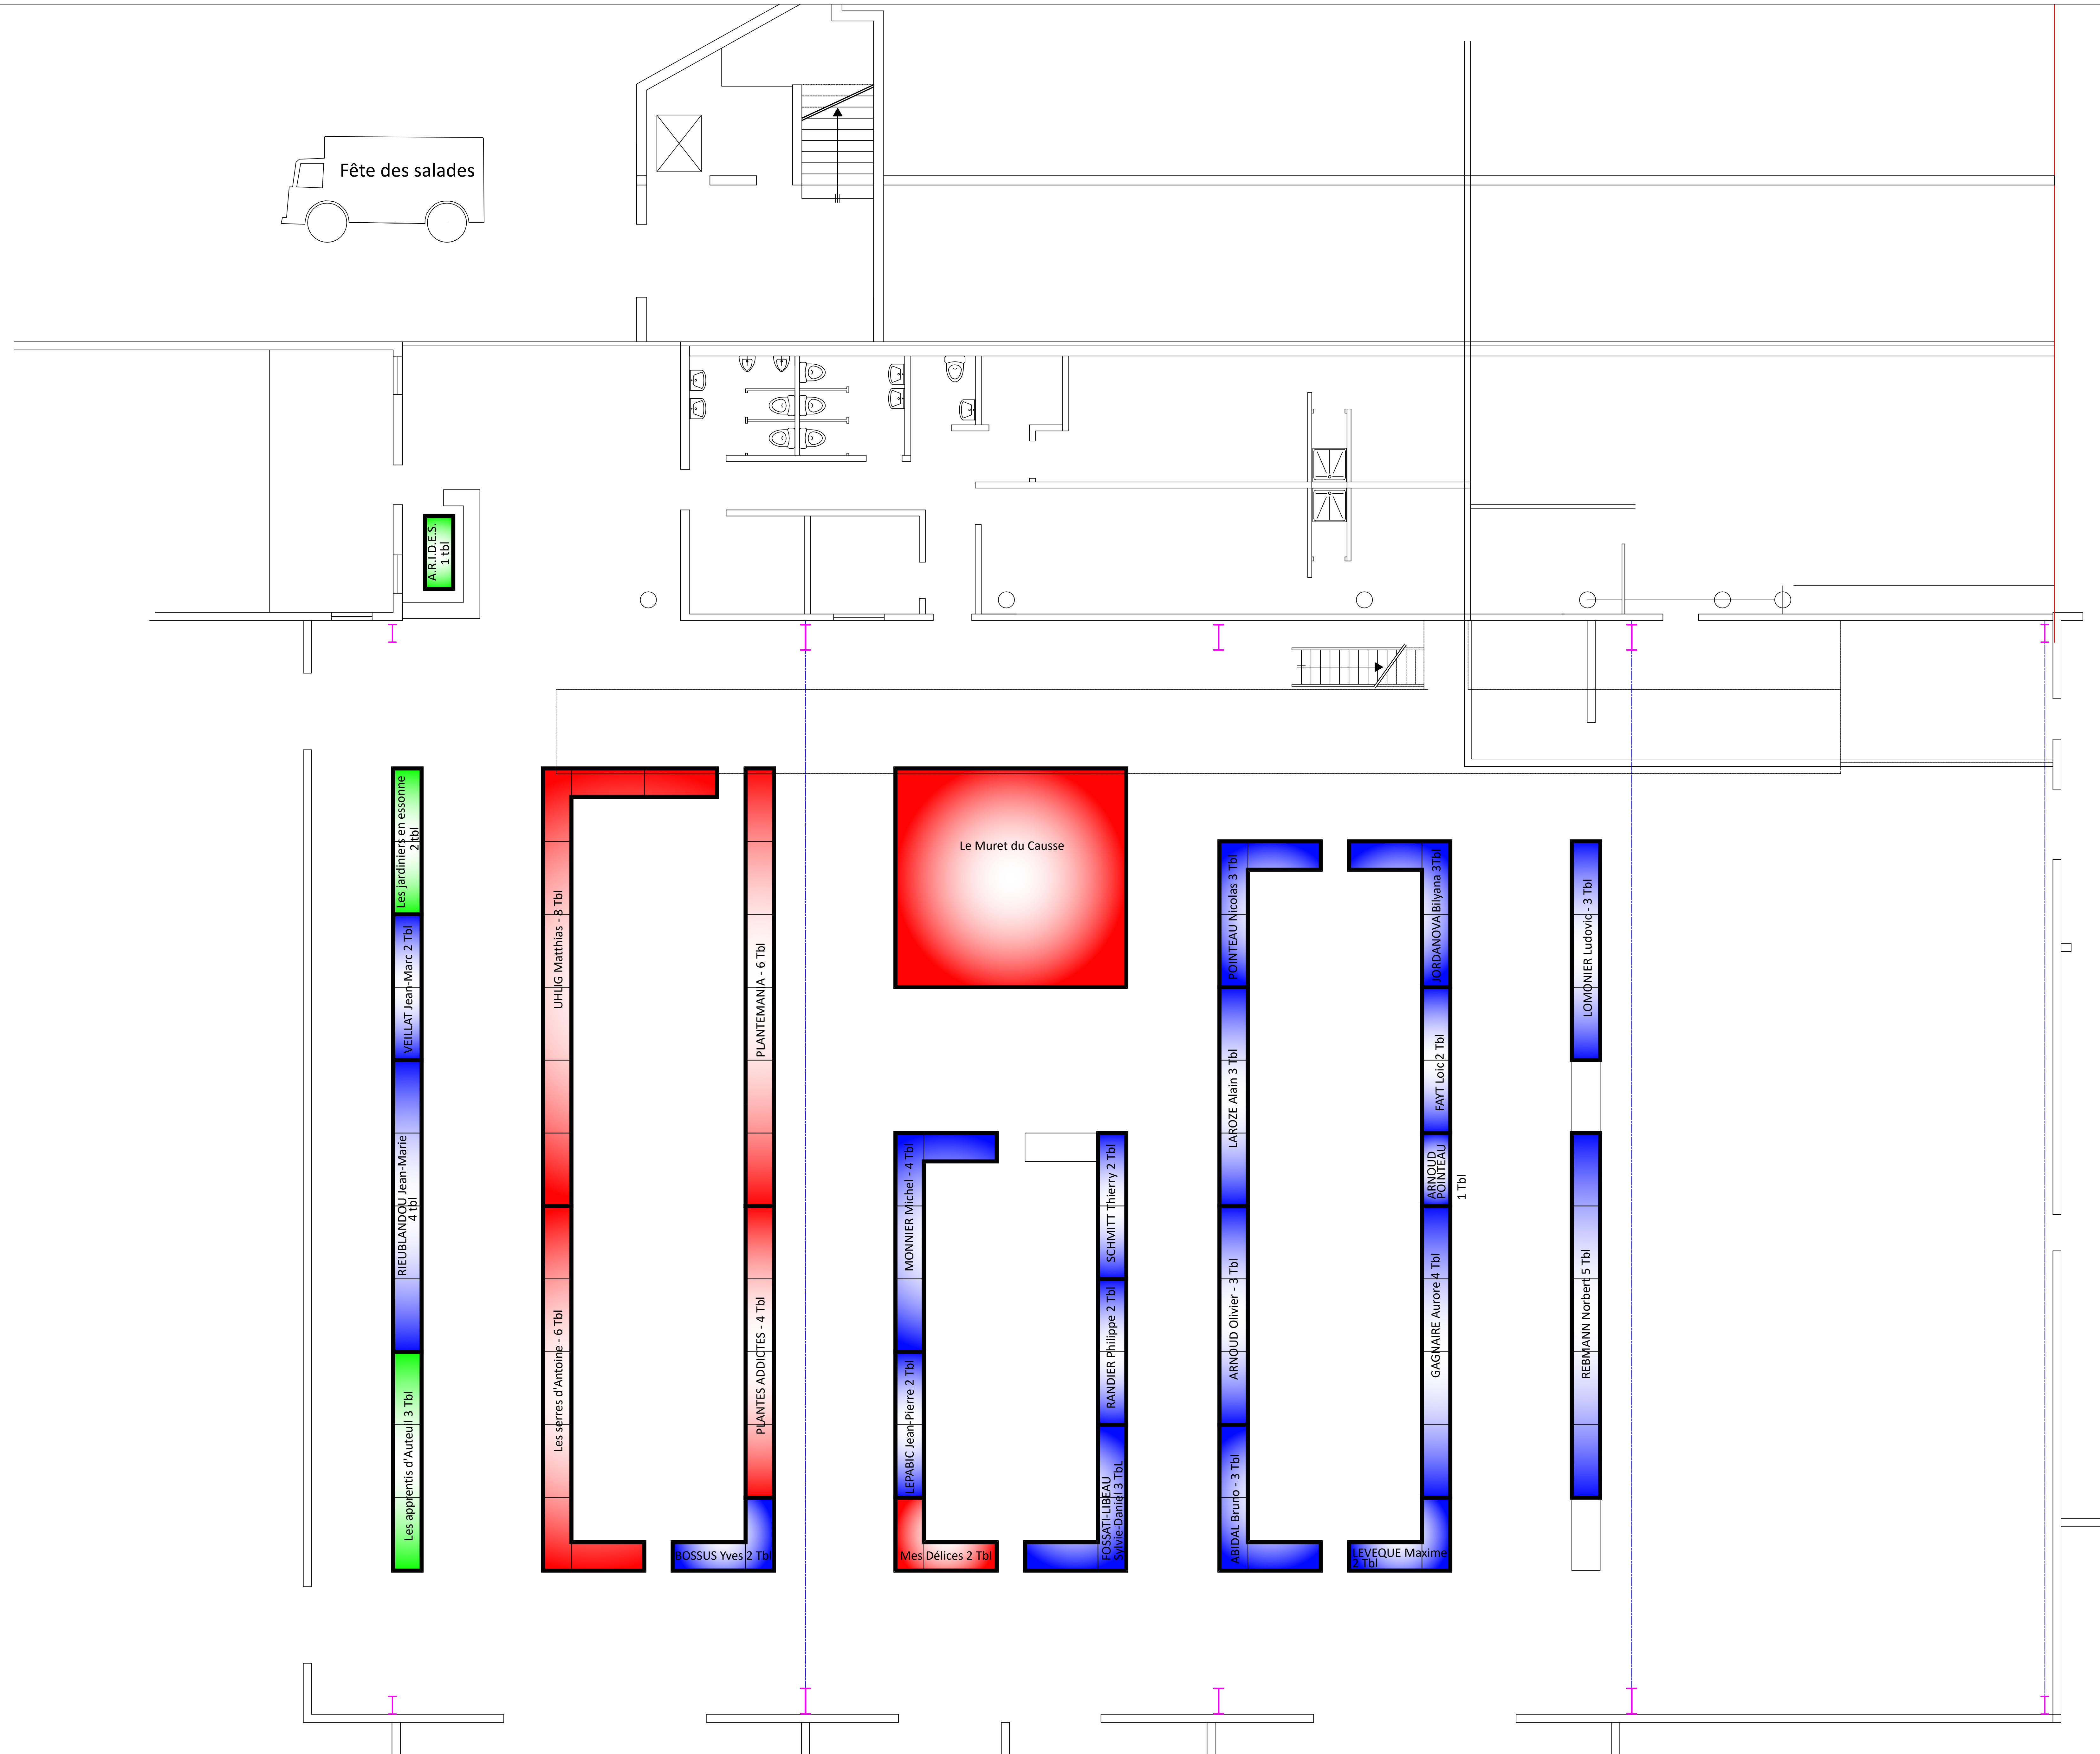 Fête des salades
A.R.I.D.E.S.
1 tbl
Les jardiniers en essonne
2 tbl
VEILLAT Jean-Marc 2 Tbl
RIEUBLANDOU Jean-Marie
4 tbl
Les apprentis d'Auteuil 3 Tbl
UHLIG Matthias - 8 Tbl
Les serres d'Antoine - 6 Tbl
PLANTEMANIA - 6 Tbl
PLANTES ADDICTES - 4 Tbl
BOSSUS Yves 2 Tbl
Le Muret du Causse
MONNIER Michel - 4 Tbl
LEPABIC Jean-Pierre 2 Tbl
Mes Délices 2 Tbl
SCHMITT Thierry 2 Tbl
RANDIER Philippe 2 Tbl
FOSSATI-LIBEAU
Sylvie-Daniel 3 TbL
POINTEAU Nicolas 3 Tbl
LAROZE Alain 3 Tbl
ARNOUD Olivier - 3 Tbl
ABIDAL Bruno - 3 Tbl
JORDANOVA Bilyana 3Tbl
FAYT Loic 2 Tbl
ARNOUD
POINTEAU
1 Tbl
GAGNAIRE Aurore 4 Tbl
LEVEQUE Maxime
2 Tbl
LOMONIER Ludovic - 3 Tbl
REBMANN Norbert 5 Tbl